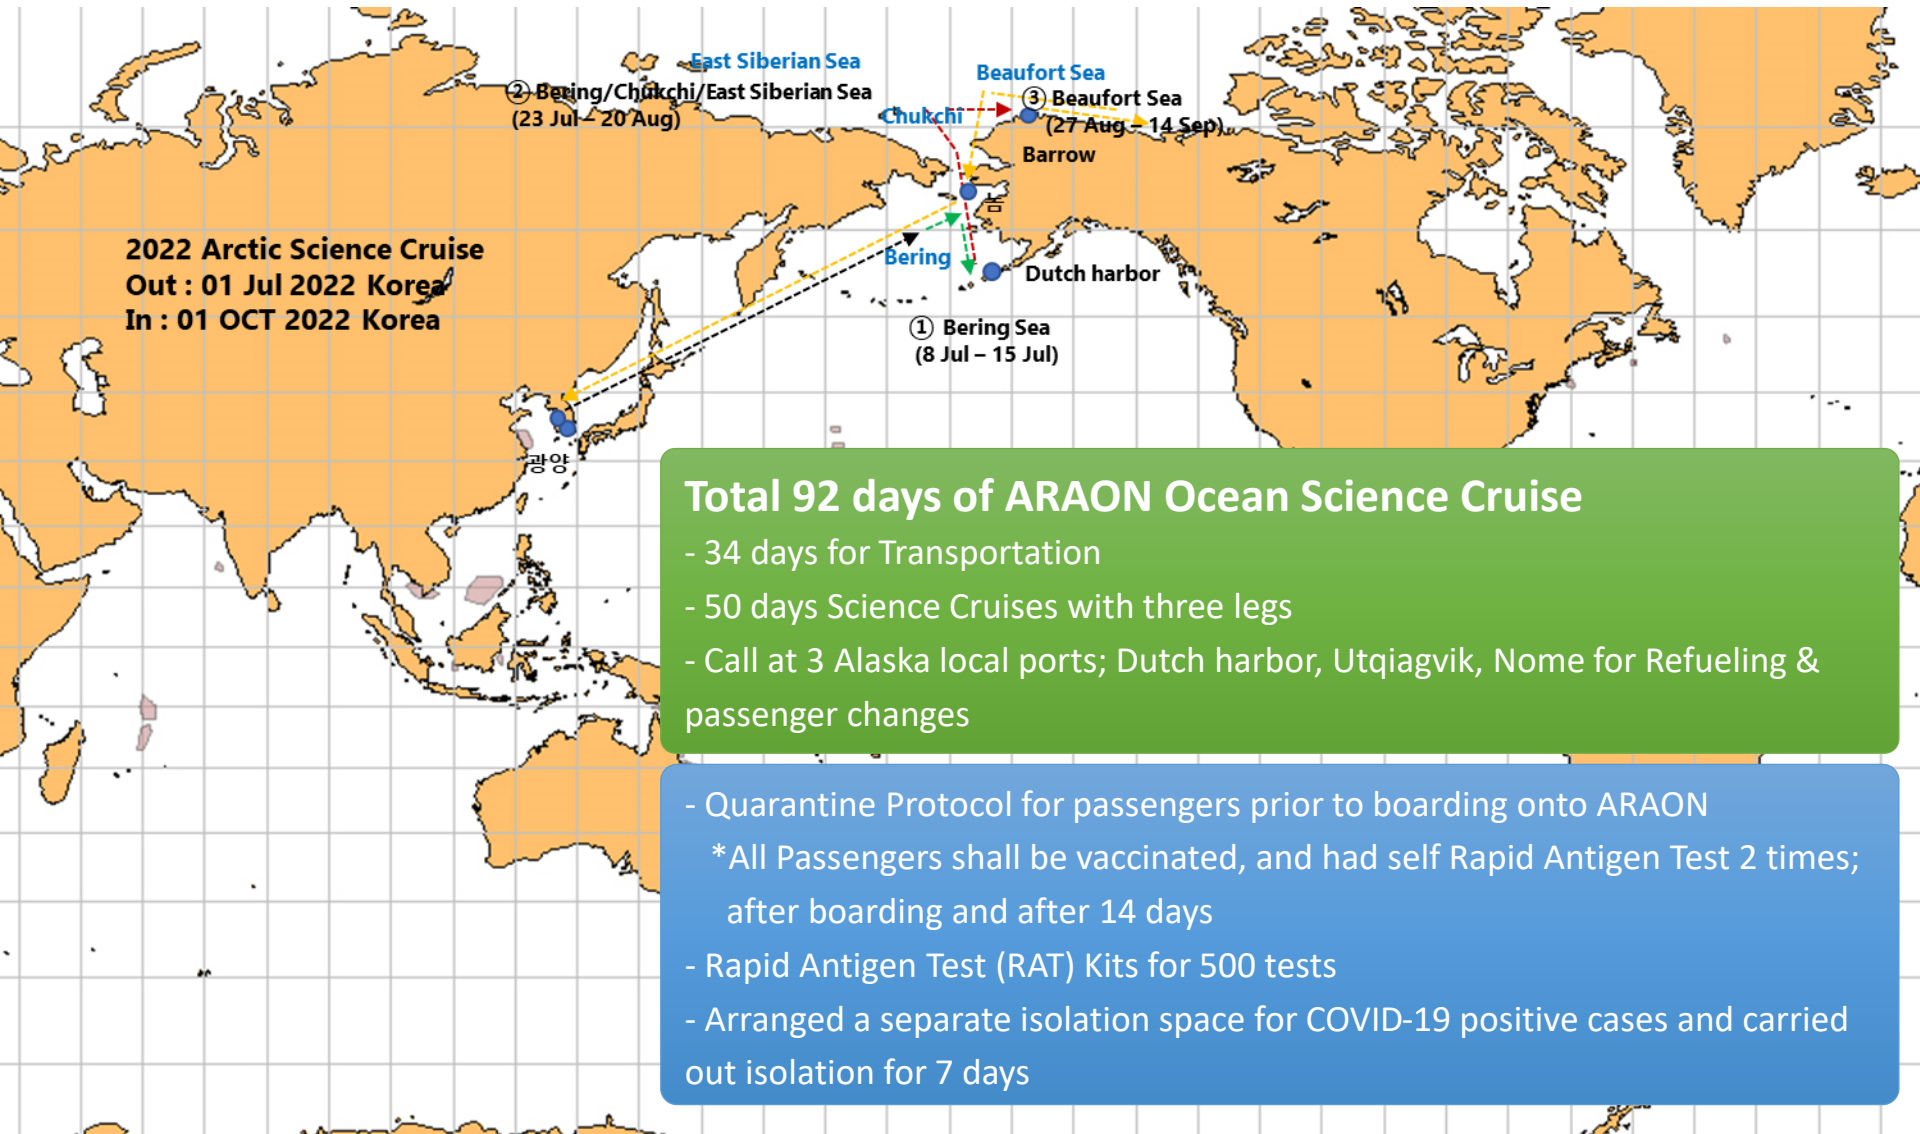 East Siberian Sea
Beaufort Sea
② Bering/Chukchi/East Siberian Sea
(23 Jul – 20 Aug)
Chukchi
③ Beaufort Sea
(27 Aug – 14 Sep)
Barrow
놈
2022 Arctic Science Cruise
Out : 01 Jul 2022 Korea
In : 01 OCT 2022 Korea
Bering
Dutch harbor
① Bering Sea
(8 Jul – 15 Jul)
광양
Total 92 days of ARAON Ocean Science Cruise
- 34 days for Transportation
- 50 days Science Cruises with three legs
- Call at 3 Alaska local ports; Dutch harbor, Utqiagvik, Nome for Refueling &
passenger changes
- Quarantine Protocol for passengers prior to boarding onto ARAON
*All Passengers shall be vaccinated, and had self Rapid Antigen Test 2 times;
after boarding and after 14 days
- Rapid Antigen Test (RAT) Kits for 500 tests
- Arranged a separate isolation space for COVID-19 positive cases and carried
out isolation for 7 days